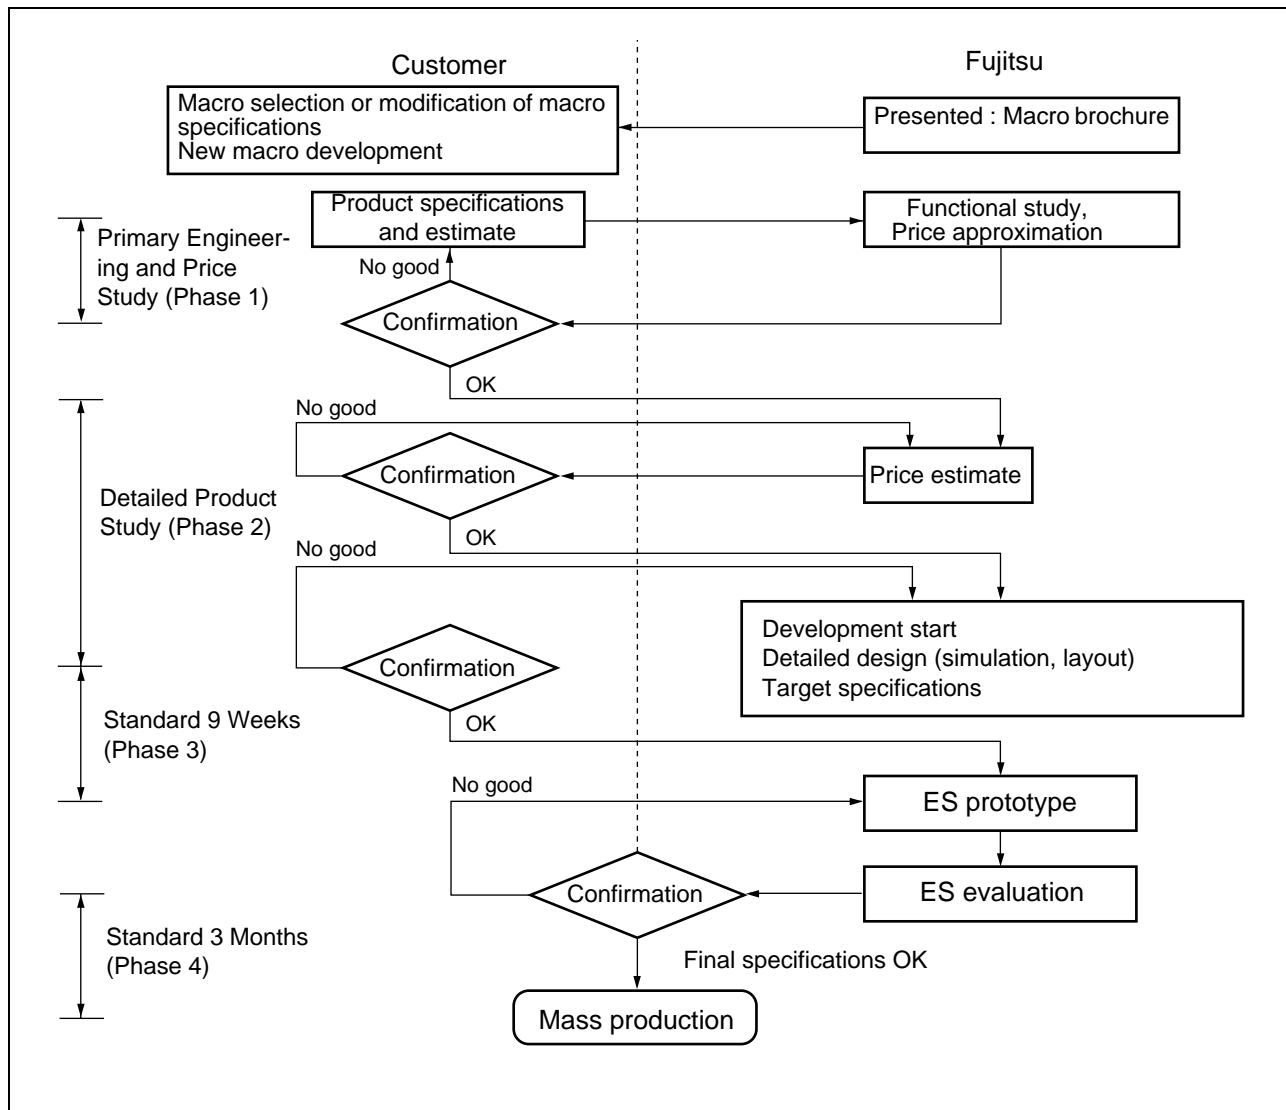 Customer
Fujitsu
Macro selection or modification of macro
specifications
New macro development
Presented : Macro brochure
Product specifications
and estimate
Functional study,
Price approximation
Primary Engineer-
ing and Price
Study (Phase 1)
No good
Confirmation
OK
No good
Confirmation
Price estimate
Detailed Product
Study (Phase 2)
OK
No good
Development start
Detailed design (simulation, layout)
Target specifications
Confirmation
Standard 9 Weeks
(Phase 3)
OK
No good
ES prototype
Confirmation
ES evaluation
Standard 3 Months
(Phase 4)
Final specifications OK
Mass production